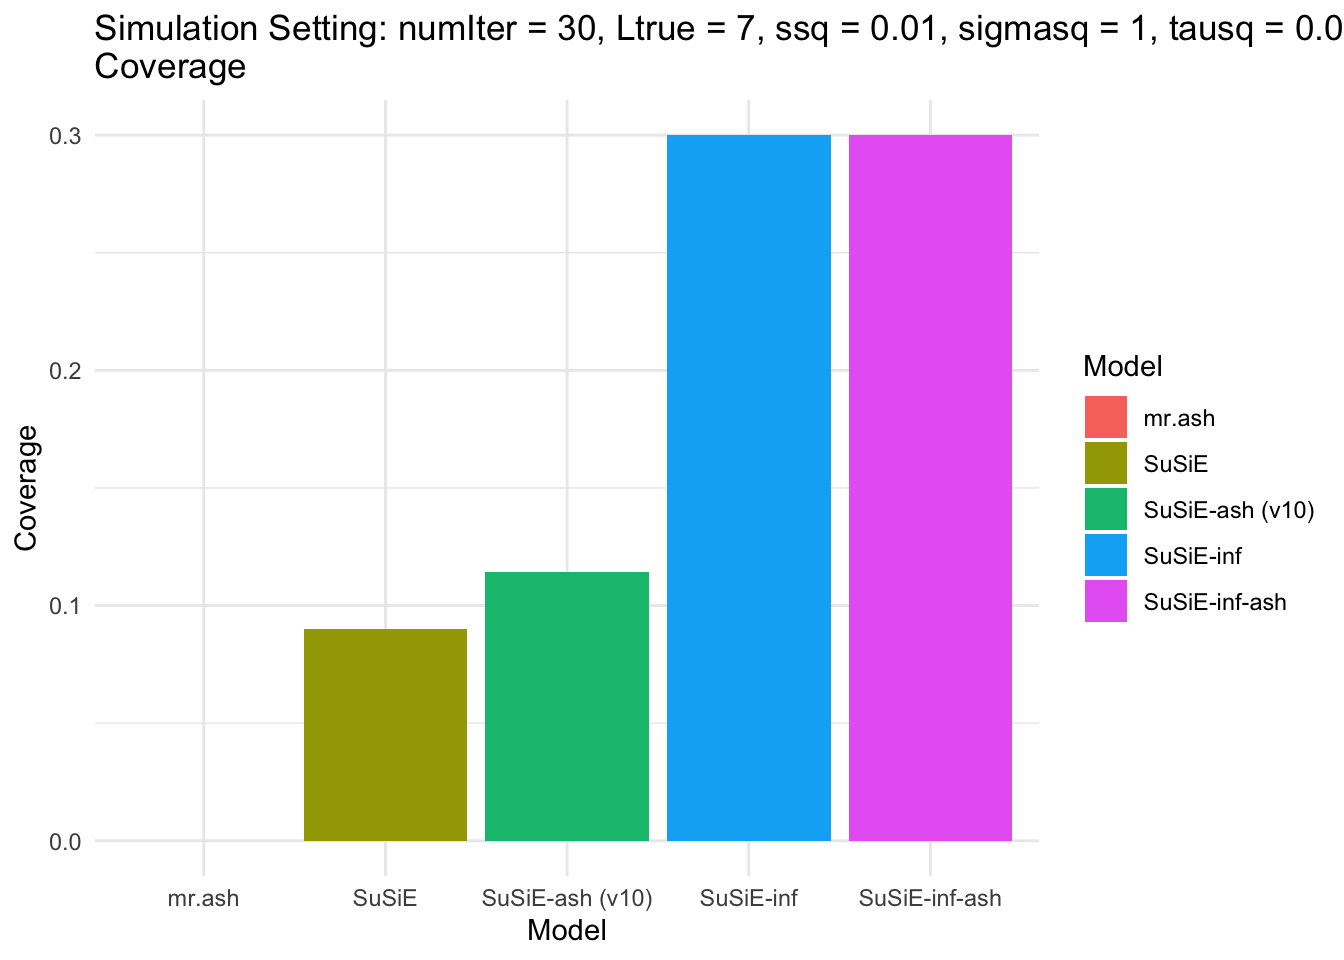 Simulation Setting: numIter = 30, Ltrue = 7, ssq = 0.01, sigmasq = 1, tausq = 0.0
Coverage
0.3
0.2
0.1
0.0
Coverage
mr.ash
SuSiE
SuSiE-ash (v10)
SuSiE-inf
SuSiE-inf-ash
Model
Model
mr.ash
SuSiE
SuSiE-ash (v10)
SuSiE-inf
SuSiE-inf-ash